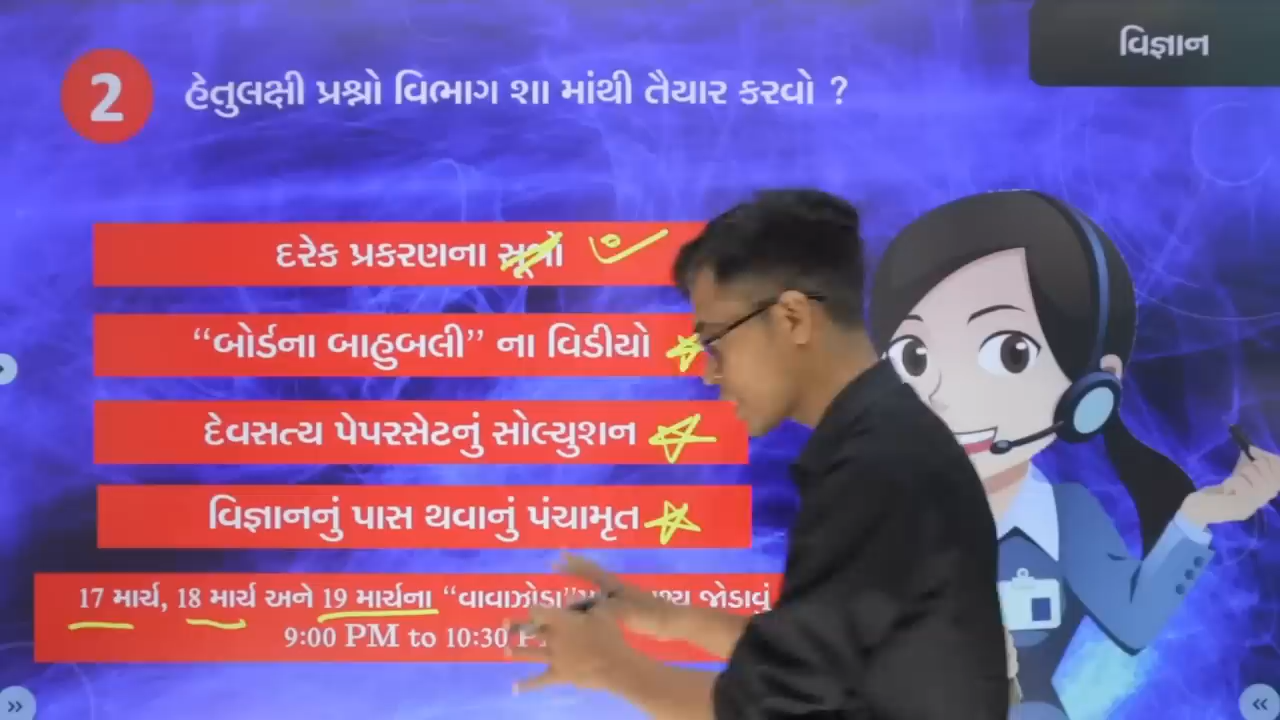 વિજ્ઞાન
2 હેતુલક્ષી પ્રશ્નો વિભાગ શા માંથી તૈયાર કરવો ?
દરેક પ્રકરણના સૂત્રો
“બોર્ડના બાહુબલી” ના વિડીયો
દેવસત્ય પેપરસેટનું સોલ્યુશન
વિજ્ઞાનનું પાસ થવાનું પંચામૃત
17 માર્ચ, 18 માર્ચ અને 19 માર્ચના “વાવાઝોડા” જોડાવું
9:00 PM to 10:30